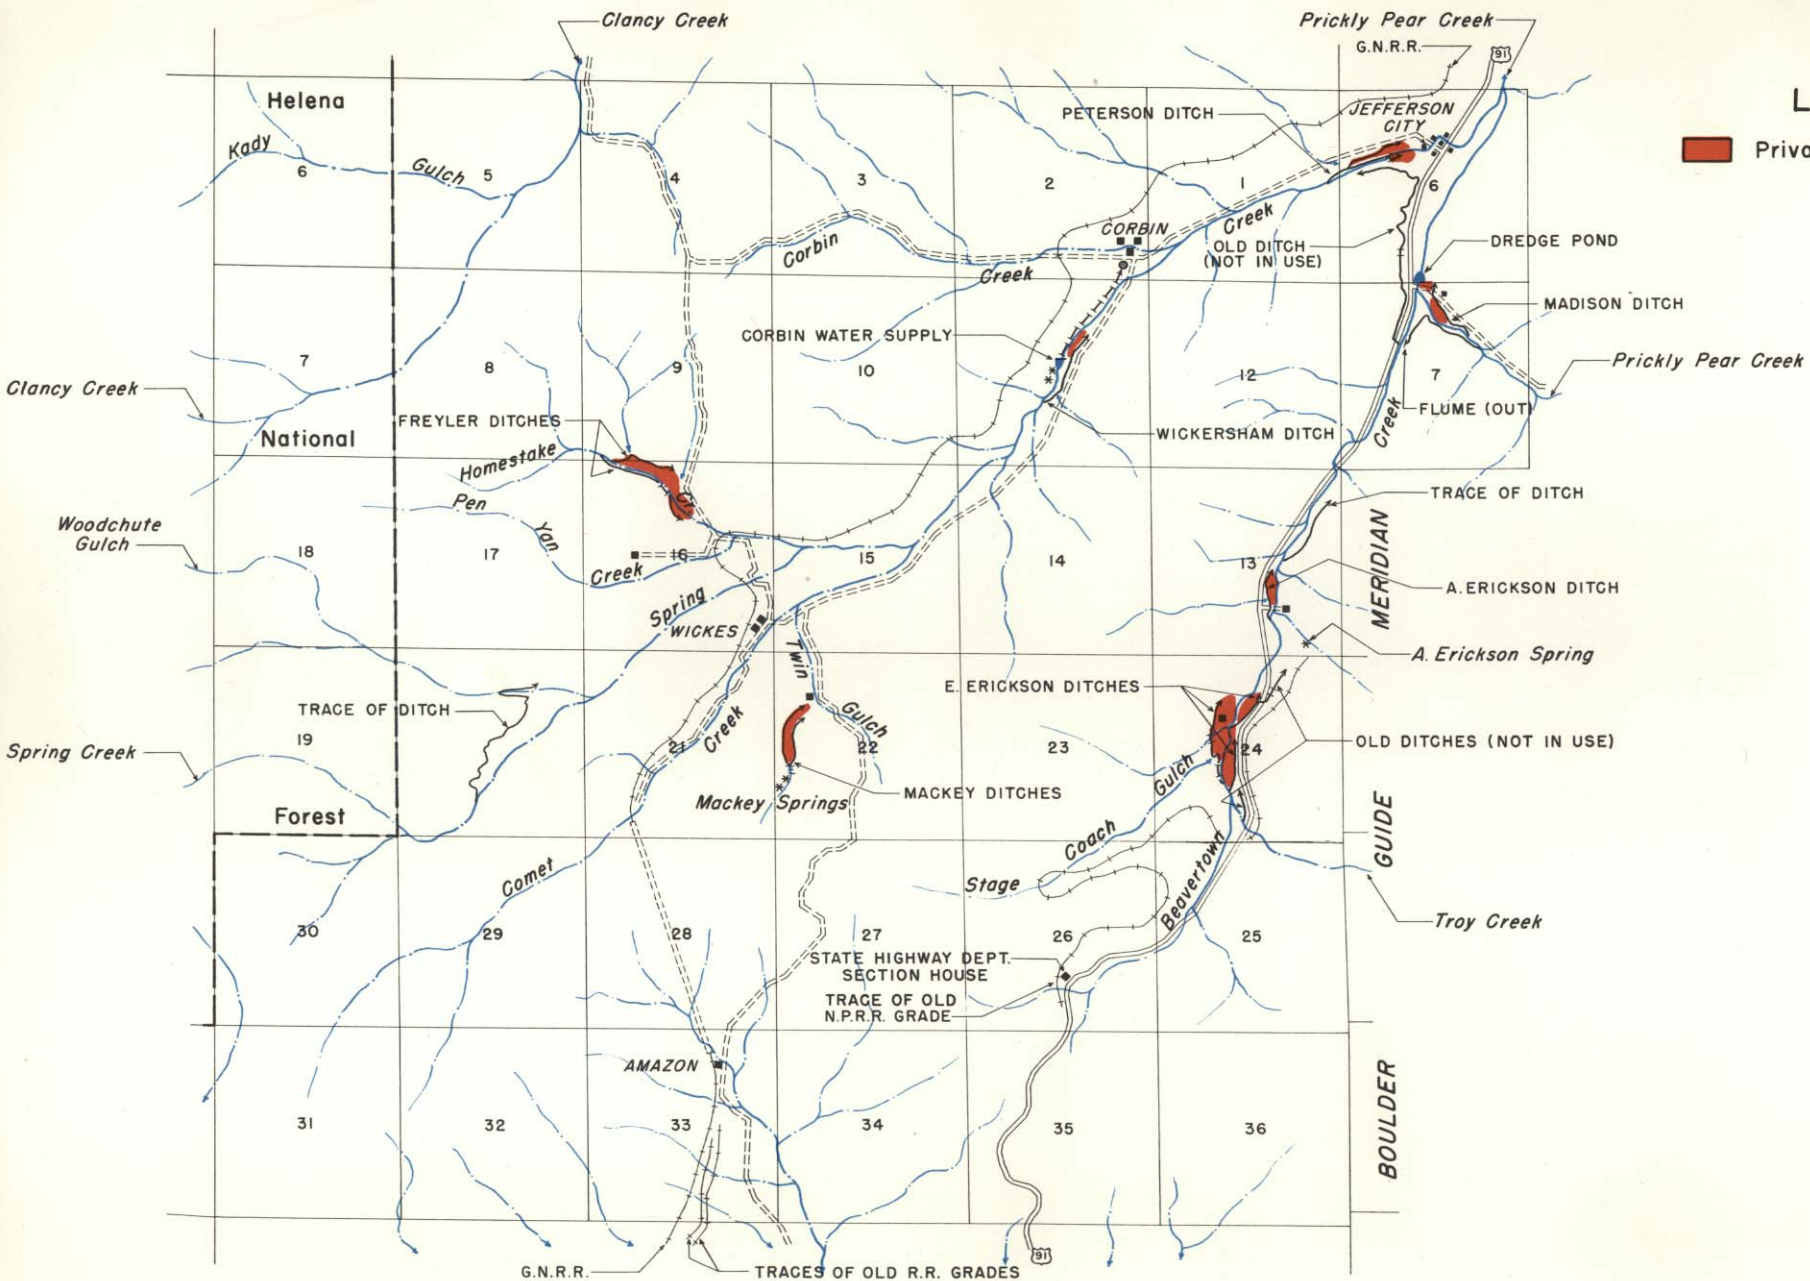 Clancy Creek
Prickly Pear Creek
G.N.R.R.
91
L
Helena
PETERSON DITCH
JEFFERSON
CITY
Priva
Kady
Gulch
6
5
4
3
2
1
6
Corbin
Creek
CORBIN
Creek
OLD DITCH
(NOT IN USE)
DREDGE POND
MADISON DITCH
CORBIN WATER SUPPLY
7
8
9
10
12
7
Prickly Pear Creek
Clancy Creek
FREYLER DITCHES
FLUME (OUT)
Creek
National
WICKERSHAM DITCH
Homestake
Cr.
Pen
Yan
Creek
TRACE OF DITCH
Woodchute
Gulch
18
17
16
15
14
13
MERIDIAN
A. ERICKSON DITCH
Spring
WICKES
Twin
A. Erickson Spring
E. ERICKSON DITCHES
TRACE OF DITCH
Gulch
Creek
19
21
22
23
24
OLD DITCHES (NOT IN USE)
Spring Creek
Gulch
Mackey Springs
MACKEY DITCHES
Forest
Coach
GUIDE
Comet
Stage
Beavertown
Troy Creek
30
29
28
27
26
25
STATE HIGHWAY DEPT.
SECTION HOUSE
TRACE OF OLD
N.P.R.R. GRADE
AMAZON
BOULDER
31
32
33
34
35
36
91
G.N.R.R.
TRACES OF OLD R.R. GRADES